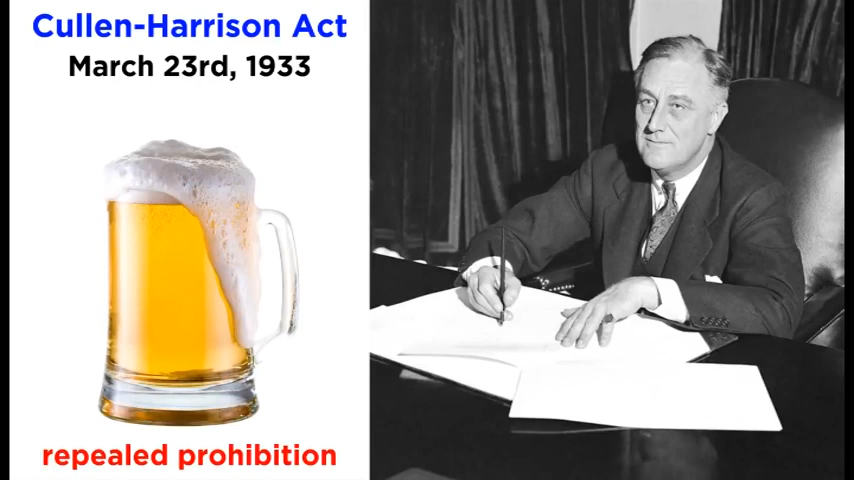 Cullen-Harrison Act
March 23rd, 1933
repealed prohibition